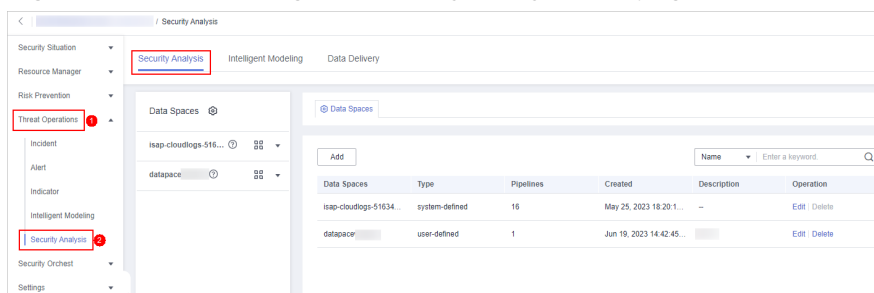 / Security Analysis
Security Situation
Resource Manager
Risk Prevention
Threat Operations 1
Incident
Alert
Indicator
Intelligent Modeling
Security Analysis 2
Security Orchest
Settings
Security Analysis Intelligent Modeling Data Delivery
Data Spaces
isap-cloudlogs-516...
datapace
Data Spaces
Add Name Enter a keyword.
Data Spaces Type Pipelines Created Description Operation
isap-cloudlogs-51634... system-defined 16 May 25, 2023 18:20:1... -- Edit | Delete
datapace user-defined 1 Jun 19, 2023 14:42:45... Edit | Delete